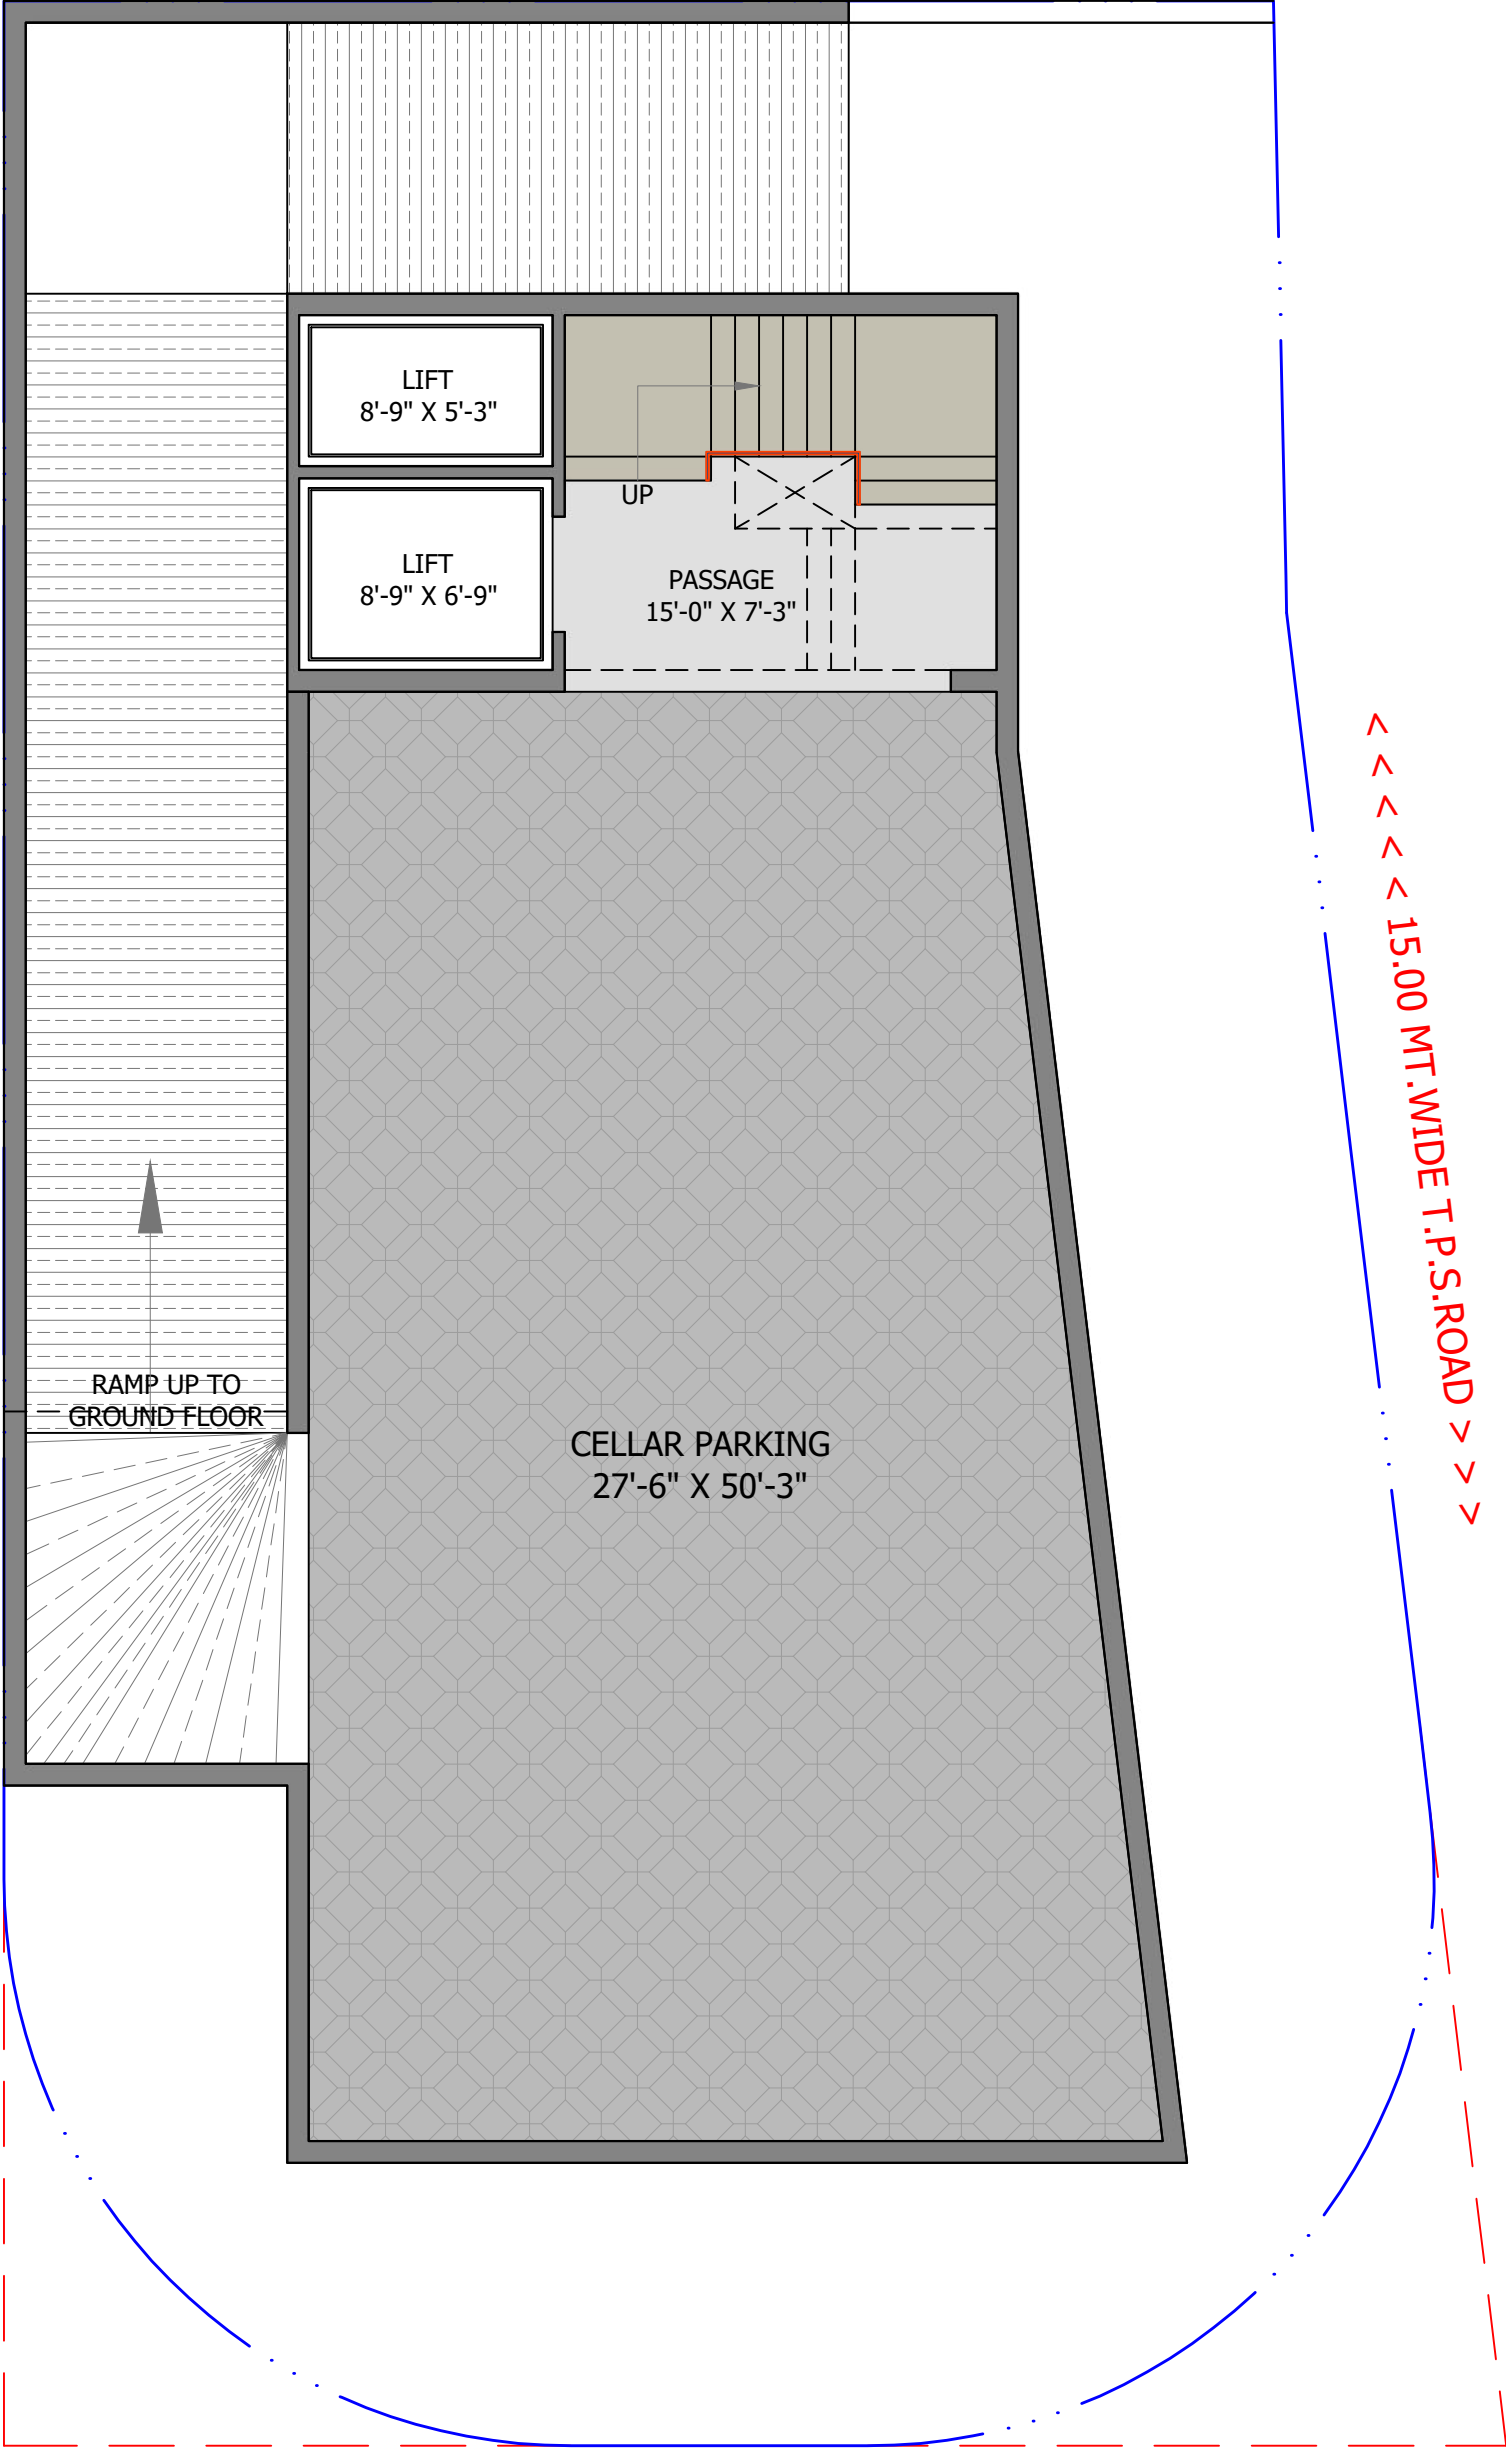 LIFT
8'-9" X 5'-3"
UP
LIFT
8'-9" X 6'-9"
PASSAGE
15'-0" X 7'-3"
< < < < < 15.00 MT.WIDE T.P.S.ROAD > > >
RAMP UP TO
GROUND FLOOR
CELLAR PARKING
27'-6" X 50'-3"